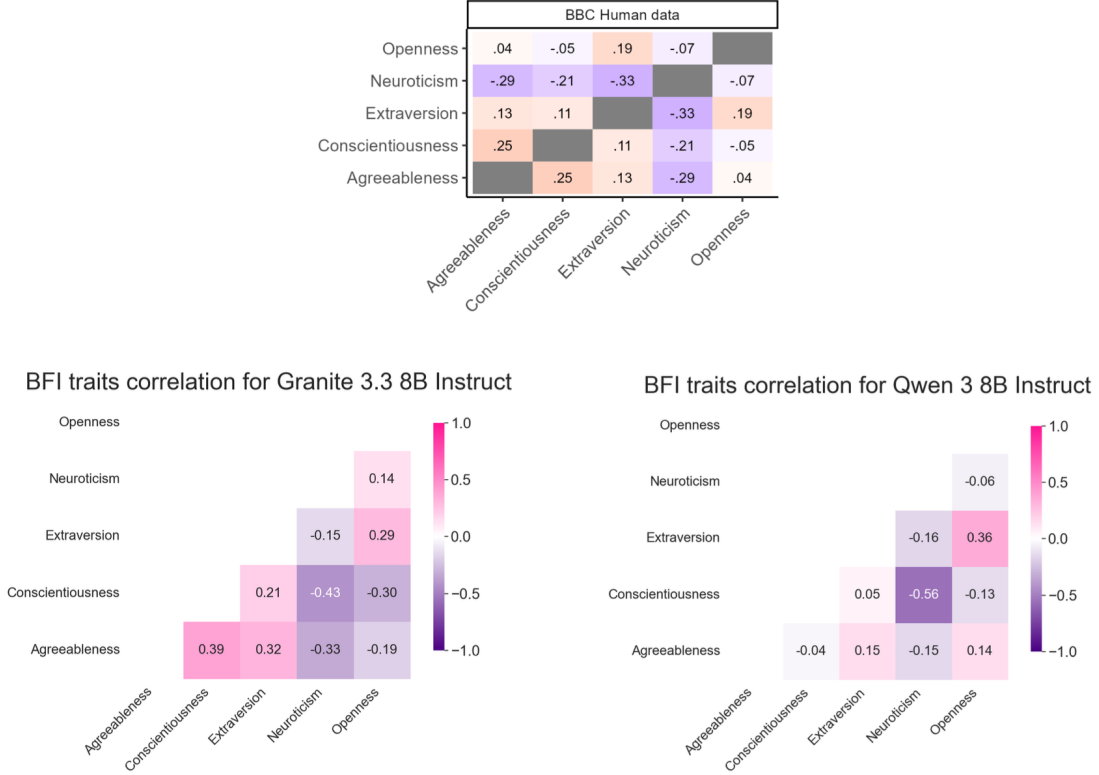 BBC Human data
Openness .04 -.05 .19 -.07
Neuroticism -.29 -.21 -.33 -.07
Extraversion .13 .11 -.33 .19
Conscientiousness .25 .11 -.21 -.05
Agreeableness .25 .13 -.29 .04
Agreeableness Conscientiousness Extraversion Neuroticism Openness
BFI traits correlation for Granite 3.3 8B Instruct
Openness
Neuroticism 0.14
Extraversion -0.15 0.29
Conscientiousness 0.21 -0.43 -0.30
Agreeableness 0.39 0.32 -0.33 -0.19
Agreeableness Conscientiousness Extraversion Neuroticism Openness
1.0
0.5
0.0
−0.5
−1.0
BFI traits correlation for Qwen 3 8B Instruct
Openness
Neuroticism -0.06
Extraversion -0.16 0.36
Conscientiousness 0.05 -0.56 -0.13
Agreeableness -0.04 0.15 -0.15 0.14
Agreeableness Conscientiousness Extraversion Neuroticism Openness
1.0
0.5
0.0
−0.5
−1.0